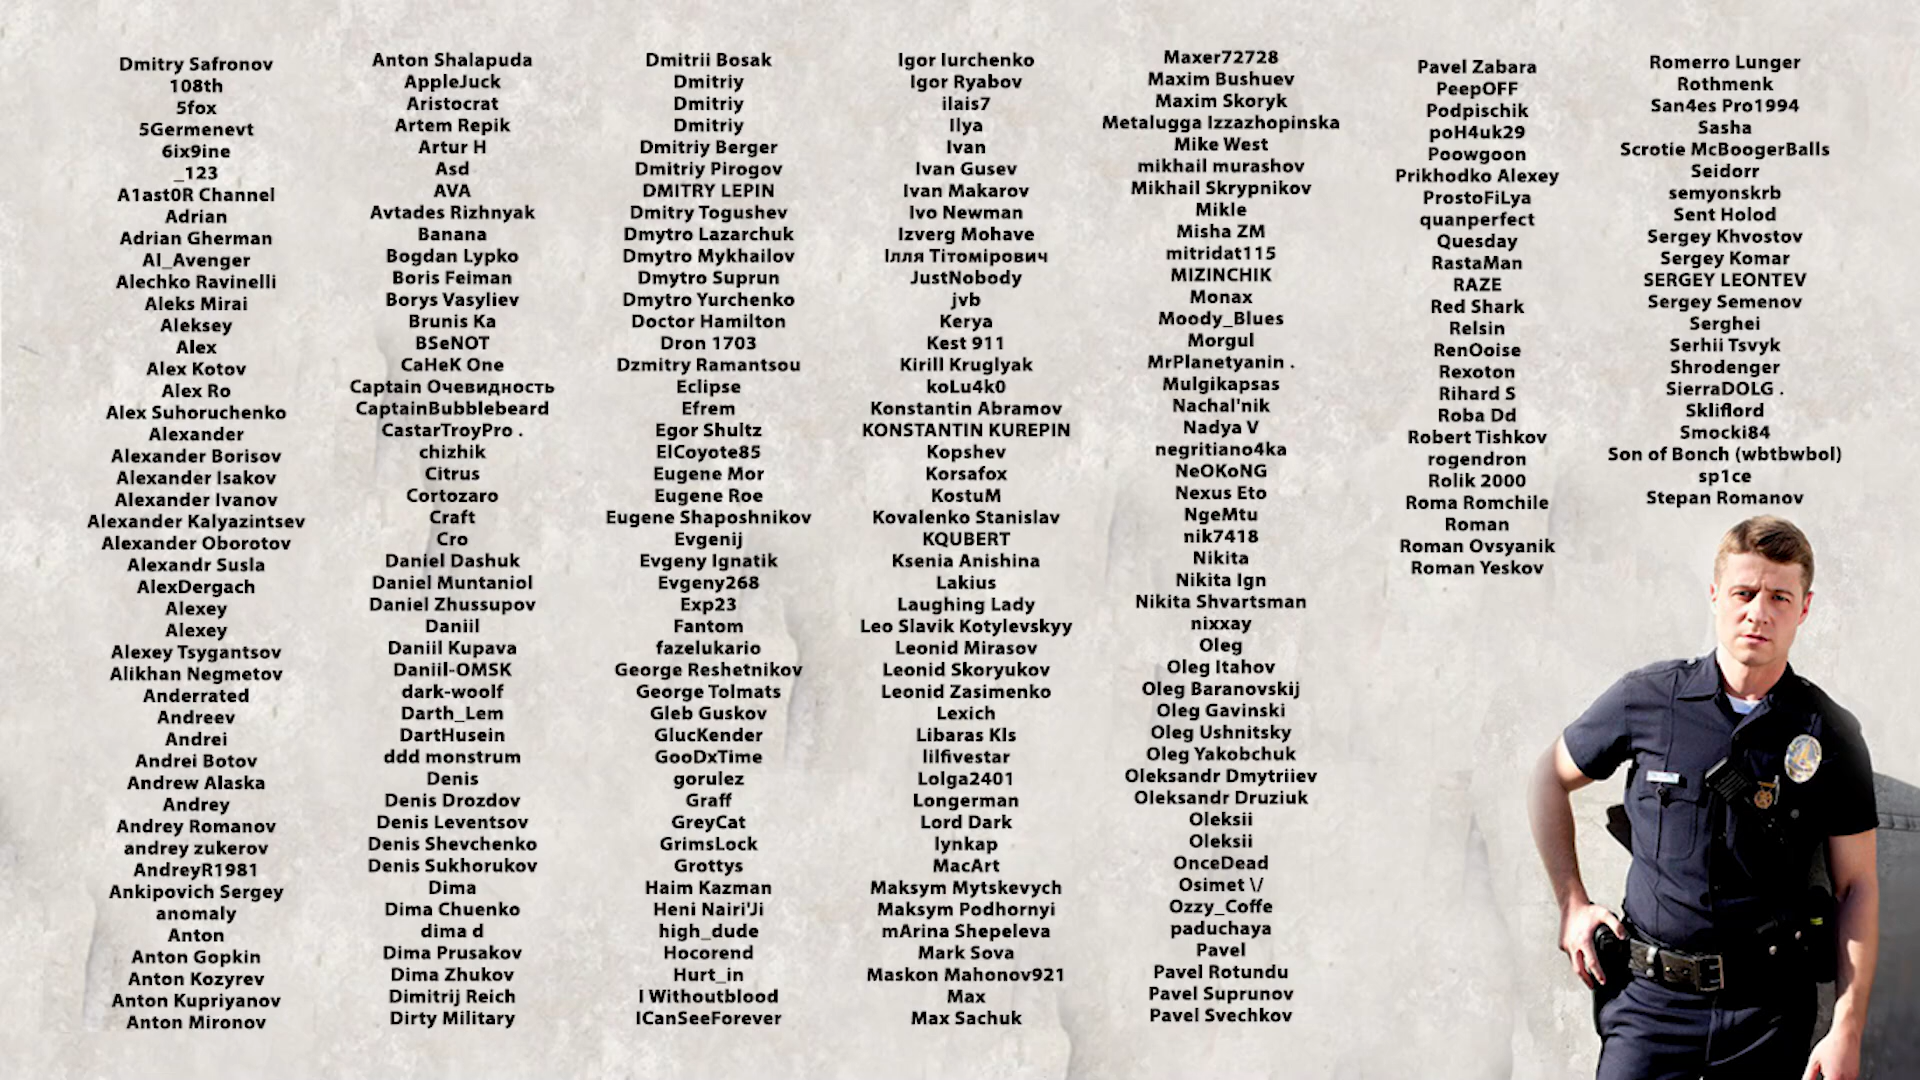 Dmitry Safronov
108th
5fox
5Germenevt
6ix9ine
_123
A1ast0R Channel
Adrian
Adrian Gherman
AI_Avenger
Alechko Ravinelli
Aleks Mirai
Aleksey
Alex
Alex Kotov
Alex Ro
Alex Suhoruchenko
Alexander
Alexander Borisov
Alexander Isakov
Alexander Ivanov
Alexander Kalyazintsev
Alexander Oborotov
Alexandr Susla
AlexDergach
Alexey
Alexey
Alexey Tsygantsov
Alikhan Negmetov
Anderrated
Andreev
Andrei
Andrei Botov
Andrew Alaska
Andrey
Andrey Romanov
andrey zukerov
AndreyR1981
Ankipovich Sergey
anomaly
Anton
Anton Gopkin
Anton Kozyrev
Anton Kupriyanov
Anton Mironov
Anton Shalapuda
AppleJuck
Aristocrat
Artem Repik
Artur H
Asd
AVA
Avtades Rizhnyak
Banana
Bogdan Lypko
Boris Feiman
Borys Vasyliev
Brunis Ka
BSeNOT
CaHeK One
Captain Очевидность
CaptainBubblebeard
CastarTroyPro .
chizhik
Citrus
Cortozaro
Craft
Cro
Daniel Dashuk
Daniel Muntaniol
Daniel Zhussupov
Daniil
Daniil Kupava
Daniil-OMSK
dark-woolf
Darth_Lem
DartHusein
ddd monstrum
Denis
Denis Drozdov
Denis Leventsov
Denis Shevchenko
Denis Sukhorukov
Dima
Dima Chuenko
dima d
Dima Prusakov
Dima Zhukov
Dimitrij Reich
Dirty Military
Dmitrii Bosak
Dmitriy
Dmitriy
Dmitriy
Dmitriy Berger
Dmitriy Pirogov
DMITRY LEPIN
Dmitry Togushev
Dmytro Lazarchuk
Dmytro Mykhailov
Dmytro Suprun
Dmytro Yurchenko
Doctor Hamilton
Dron 1703
Dzmitry Ramantsou
Eclipse
Efrem
Egor Shultz
ElCoyote85
Eugene Mor
Eugene Roe
Eugene Shaposhnikov
Evgenij
Evgeny Ignatik
Evgeny268
Exp23
Fantom
fazelukario
George Reshetnikov
George Tolmats
Gleb Guskov
GlucKender
GooDxTime
gorulez
Graff
GreyCat
GrimsLock
Grottys
Haim Kazman
Heni Nairi'Ji
high_dude
Hocorend
Hurt_in
I Withoutblood
ICanSeeForever
Igor Iurchenko
Igor Ryabov
ilais7
Ilya
Ivan
Ivan Gusev
Ivan Makarov
Ivo Newman
Izverg Mohave
Ілля Тітомірович
JustNobody
jvb
Kerya
Kest 911
Kirill Kruglyak
koLu4k0
Konstantin Abramov
KONSTANTIN KUREPIN
Kopshev
Korsafox
KostuM
Kovalenko Stanislav
KQUBERT
Ksenia Anishina
Lakius
Laughing Lady
Leo Slavik Kotylevskyy
Leonid Mirasov
Leonid Skoryukov
Leonid Zasimenko
Lexich
Libaras Kls
lilfivestar
Lolga2401
Longerman
Lord Dark
lynkap
MacArt
Maksym Mytskevych
Maksym Podhornyi
mArina Shepeleva
Mark Sova
Maskon Mahonov921
Max
Max Sachuk
Maxer72728
Maxim Bushuev
Maxim Skoryk
Metalugga Izzazhopinska
Mike West
mikhail murashov
Mikhail Skrypnikov
Mikle
Misha ZM
mitridat115
MIZINCHIK
Monax
Moody_Blues
Morgul
MrPlanetyanin .
Mulgikapsas
Nachal'nik
Nadya V
negritiano4ka
NeOKoNG
Nexus Eto
NgeMtu
nik7418
Nikita
Nikita Ign
Nikita Shvartsman
nixxay
Oleg
Oleg Itahov
Oleg Baranovskij
Oleg Gavinski
Oleg Ushnitsky
Oleg Yakobchuk
Oleksandr Dmytriiev
Oleksandr Druziuk
Oleksii
Oleksii
OnceDead
Osimet \/
Ozzy_Coffe
paduchaya
Pavel
Pavel Rotundu
Pavel Suprunov
Pavel Svechkov
Pavel Zabara
PeepOFF
Podpischik
poH4uk29
Poowgoon
Prikhodko Alexey
ProstoFiLya
quanperfect
Quesday
RastaMan
RAZE
Red Shark
Relsin
RenOoise
Rexoton
Rihard S
Roba Dd
Robert Tishkov
rogendron
Rolik 2000
Roma Romchile
Roman
Roman Ovsyanik
Roman Yeskov
Romerro Lunger
Rothmenk
San4es Pro1994
Sasha
Scrotie McBoogerBalls
Seidorr
semyonskrb
Sent Holod
Sergey Khvostov
Sergey Komar
SERGEY LEONTEV
Sergey Semenov
Serghei
Serhii Tsvyk
Shrodenger
SierraDOLG .
Skliflord
Smocki84
Son of Bonch (wbtbwbol)
sp1ce
Stepan Romanov